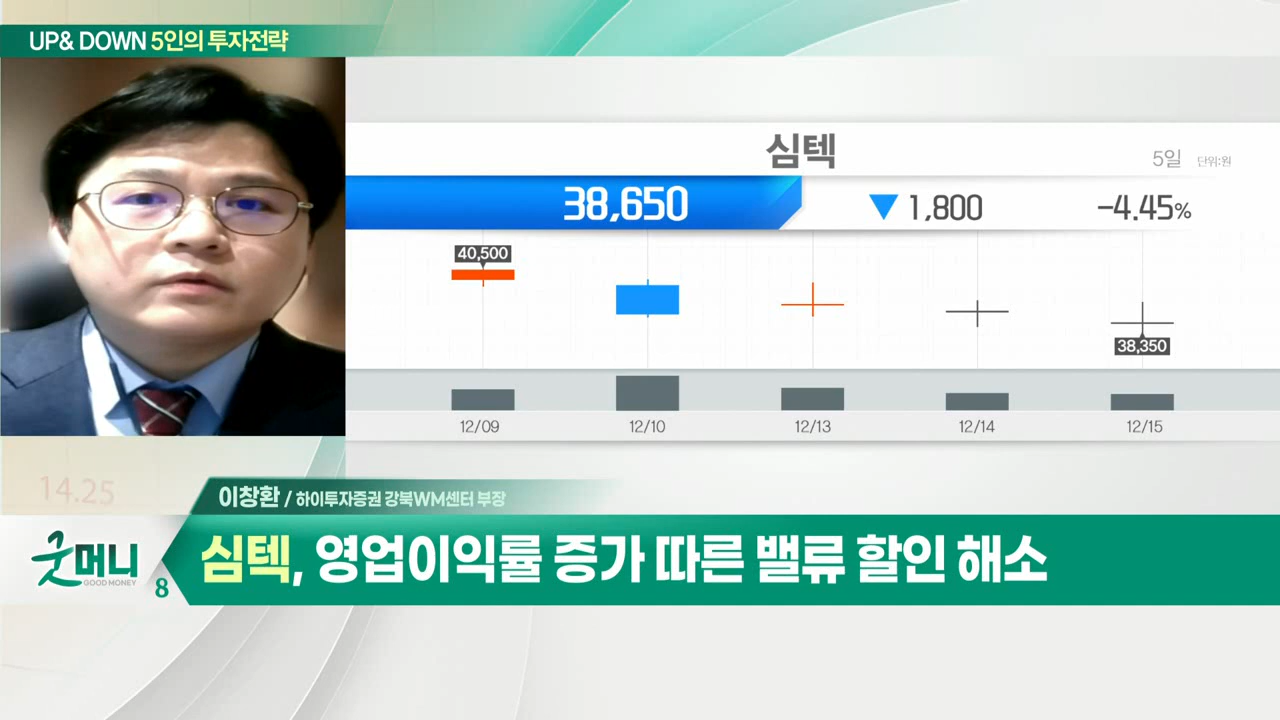 UP& DOWN 5인의 투자전략
심텍
5일 단위:원
38,650 ▼ 1,800 -4.45%
40,500
38,350
12/09 12/10 12/13 12/14 12/15
14.25
이창환 / 하이투자증권 강북WM센터 부장
굿머니
GOOD MONEY
8
심텍, 영업이익률 증가 따른 밸류 할인 해소